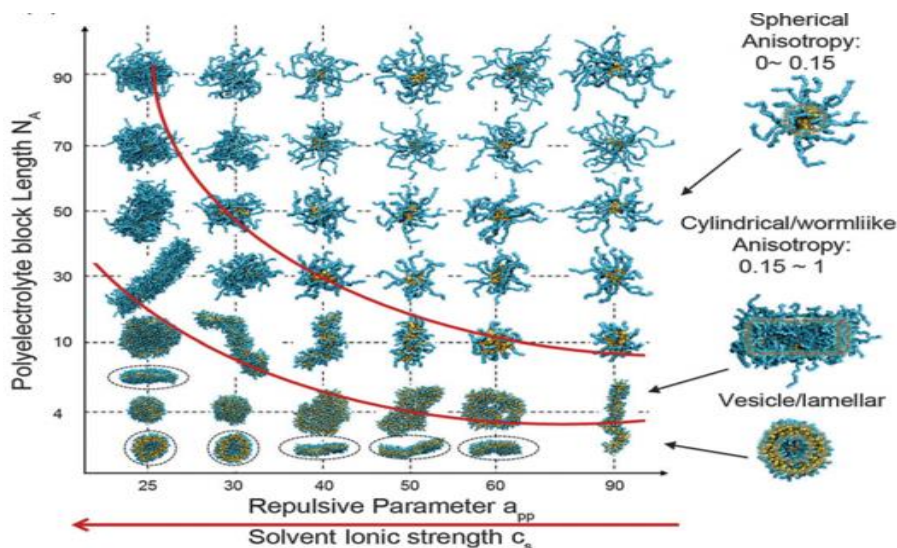 Spherical
Anisotropy:
0~ 0.15
90
70
50
30
10
4
Polyelectrolyte block Length N_A
Cylindrical/wormliike
Anisotropy:
0.15 ~ 1
Vesicle/lamellar
25 30 40 50 60 90
Repulsive Parameter a_pp
Solvent Ionic strength c_s